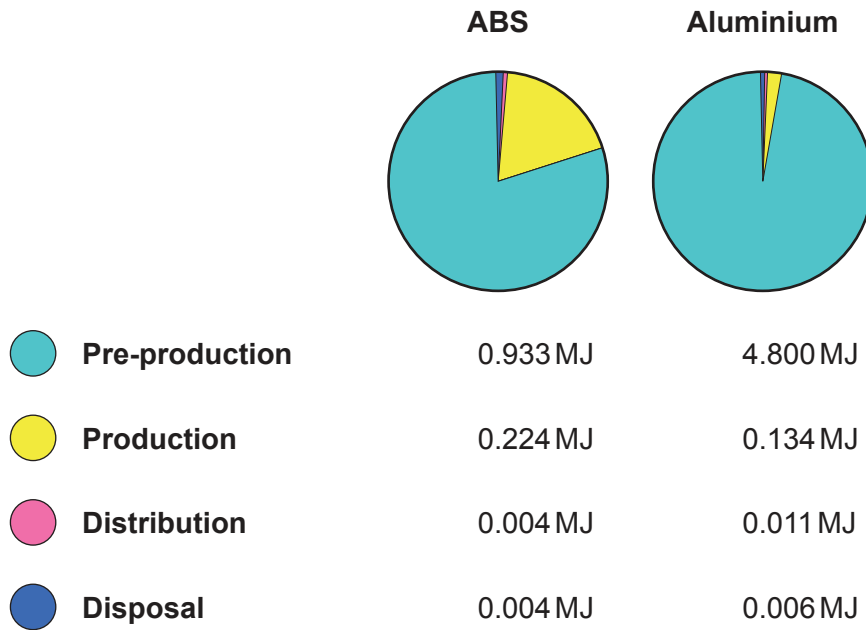 ABS Aluminium
Pre-production 0.933 MJ 4.800 MJ
Production 0.224 MJ 0.134 MJ
Distribution 0.004 MJ 0.011 MJ
Disposal 0.004 MJ 0.006 MJ